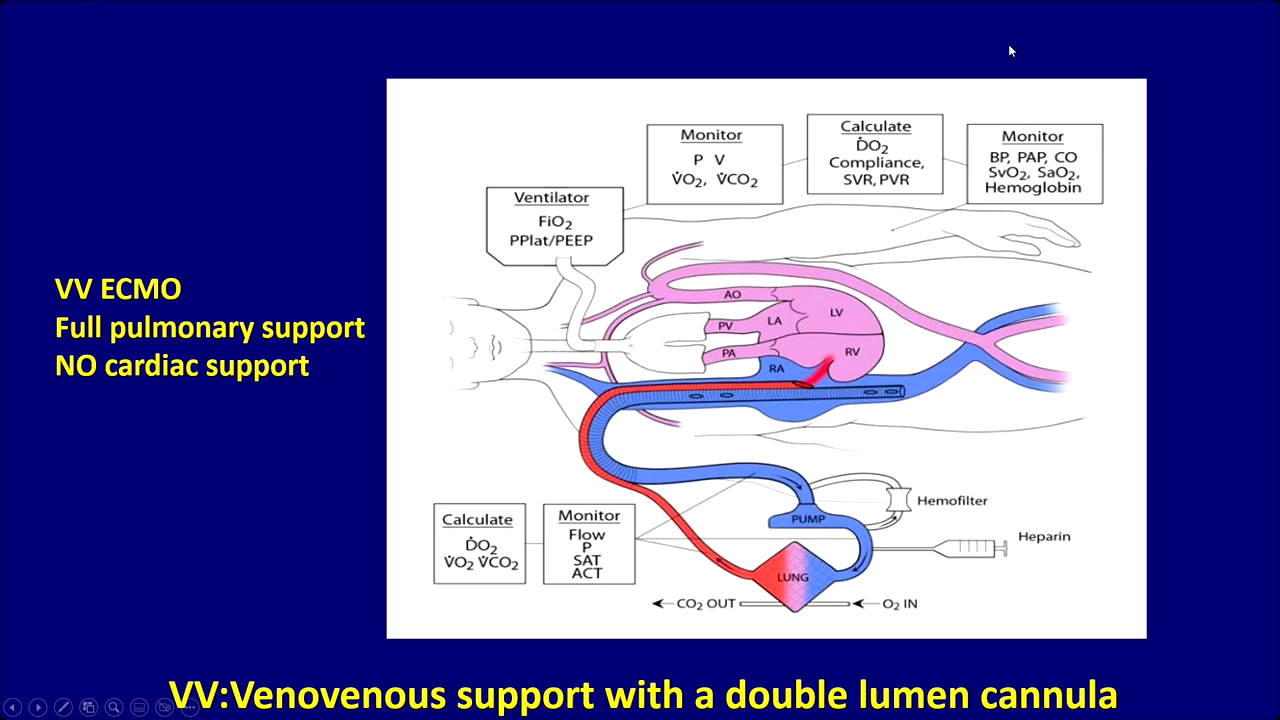 VV ECMO
Full pulmonary support
NO cardiac support
Monitor
P V
V̇O₂, V̇CO₂
Calculate
ḊO₂
Compliance,
SVR, PVR
Monitor
BP, PAP, CO
SvO₂, SaO₂,
Hemoglobin
Ventilator
FiO₂
PPlat/PEEP
AO
LV
LA
PV
PA
RV
RA
Calculate
ḊO₂
V̇O₂ V̇CO₂
Monitor
Flow
P
SAT
ACT
PUMP
Hemofilter
Heparin
LUNG
CO₂ OUT
O₂ IN
VV:Venovenous support with a double lumen cannula